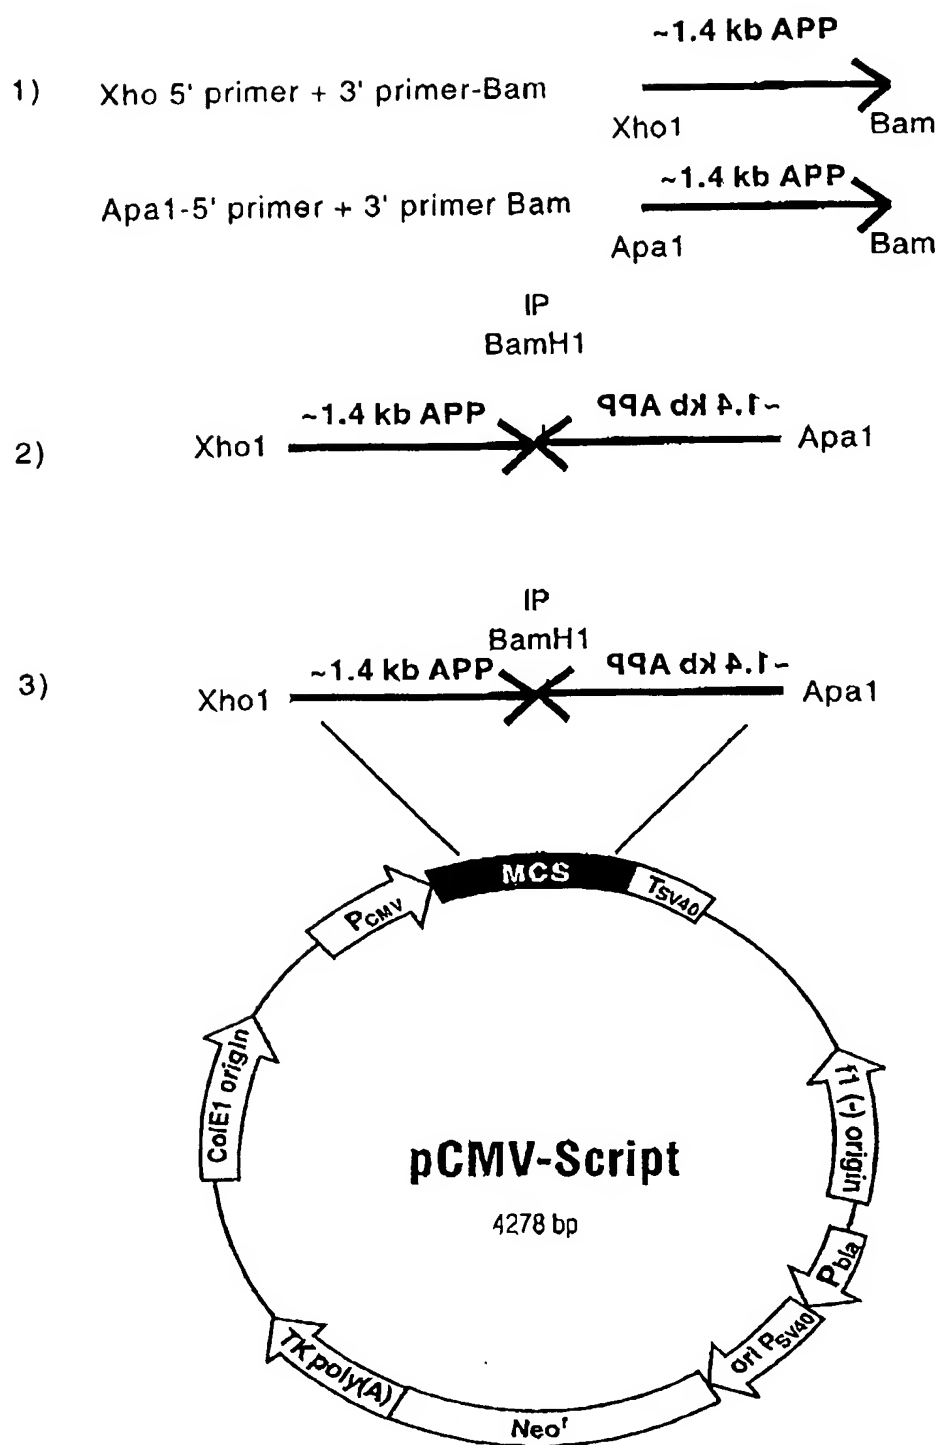 ~1.4 kb APP
1) Xho 5' primer + 3' primer-Bam
Xho1 Bam
~1.4 kb APP
Apa1-5' primer + 3' primer Bam
Apa1 Bam
IP
BamH1
~1.4 kb APP ~1.4 kb APP
2) Xho1 Apa1
IP
BamH1
~1.4 kb APP ~1.4 kb APP
3) Xho1 Apa1
MCS
PCMV
TSV40
ColE1 origin
f1 (-) origin
pCMV-Script
4278 bp
Pbla
ori PSV40
TK poly(A)
Neoʳ